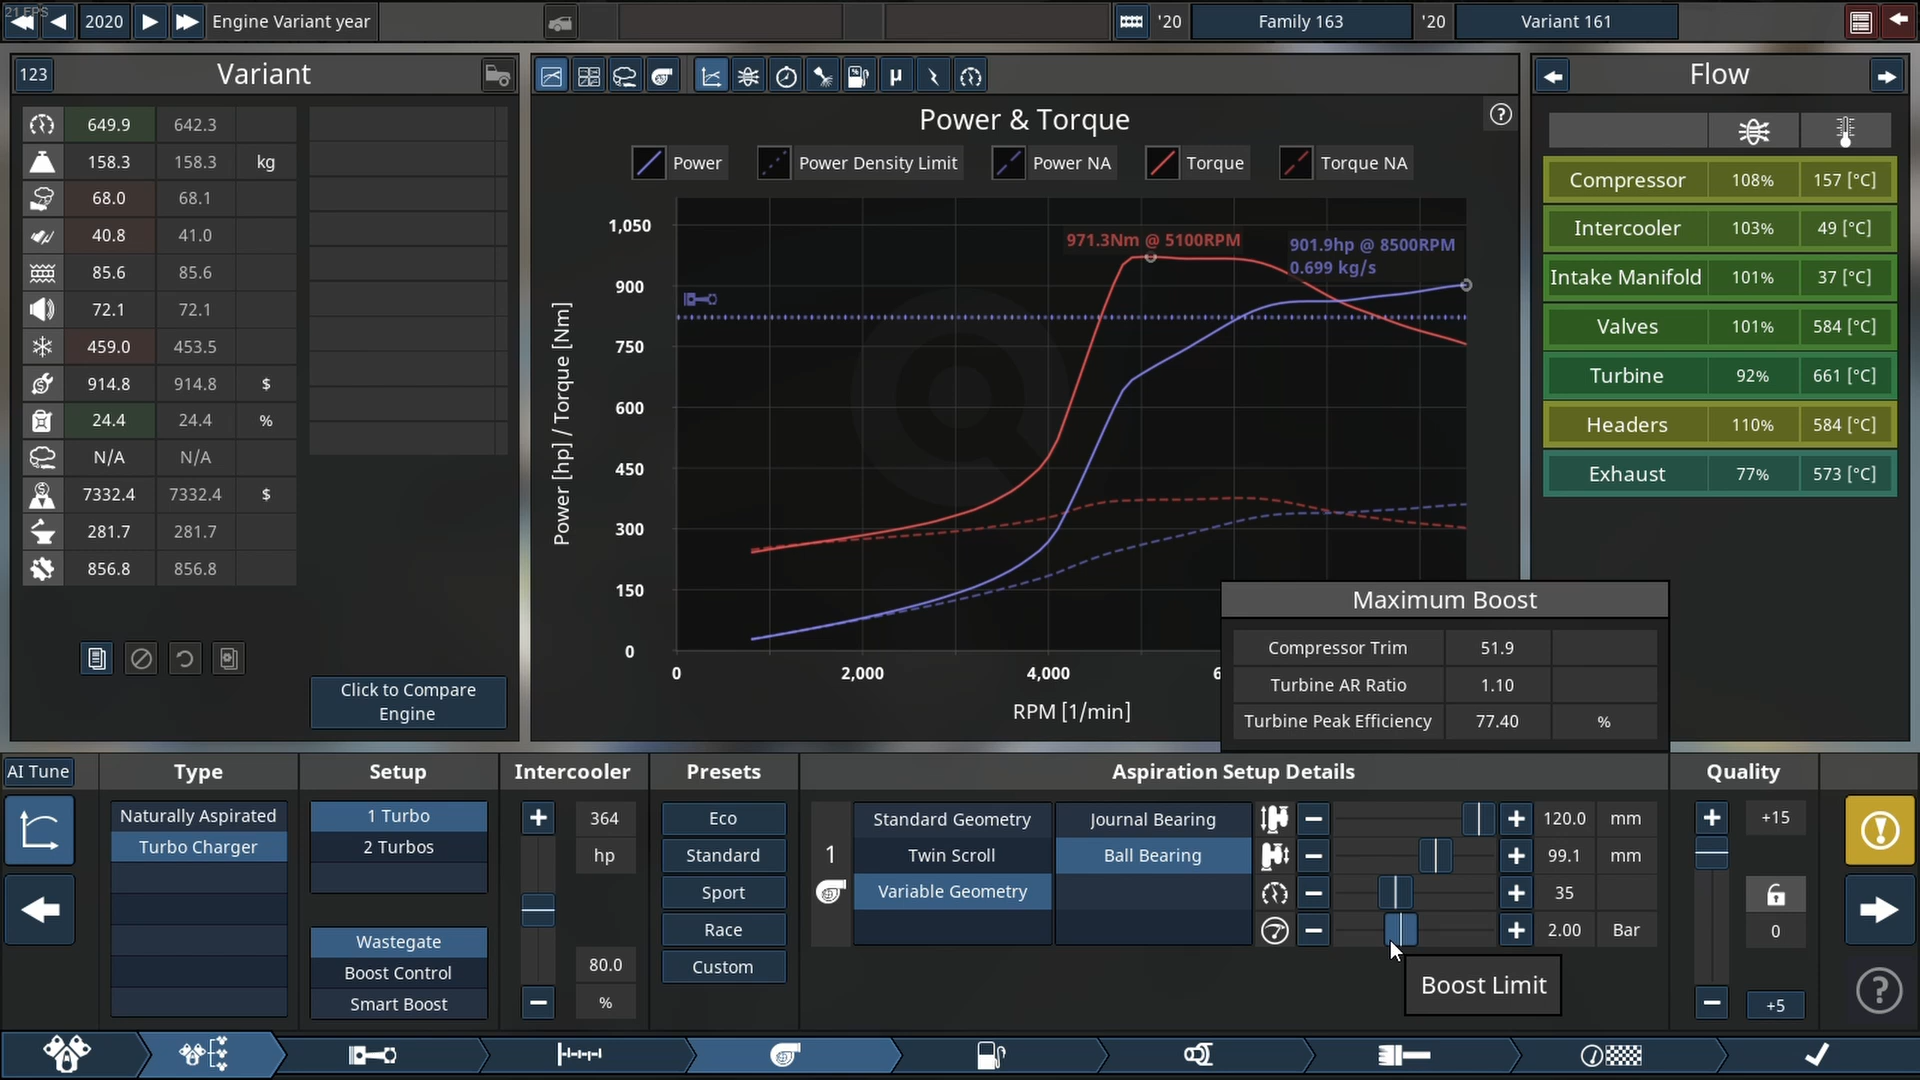 21 FPS
2020
Engine Variant year
'20
Family 163
'20
Variant 161
123
Variant
649.9 642.3
158.3 158.3 kg
68.0 68.1
40.8 41.0
85.6 85.6
72.1 72.1
459.0 453.5
914.8 914.8 $
24.4 24.4 %
N/A N/A
7332.4 7332.4 $
281.7 281.7
856.8 856.8
Click to Compare
Engine
µ
Power & Torque
?
Power
Power Density Limit
Power NA
Torque
Torque NA
Power [hp] / Torque [Nm]
1,050
900
750
600
450
300
150
0
971.3Nm @ 5100RPM
901.9hp @ 8500RPM
0.699 kg/s
0 2,000 4,000 6
RPM [1/min]
Flow
Compressor 108% 157 [°C]
Intercooler 103% 49 [°C]
Intake Manifold 101% 37 [°C]
Valves 101% 584 [°C]
Turbine 92% 661 [°C]
Headers 110% 584 [°C]
Exhaust 77% 573 [°C]
Maximum Boost
Compressor Trim 51.9
Turbine AR Ratio 1.10
Turbine Peak Efficiency 77.40 %
AI Tune
Type
Naturally Aspirated
Turbo Charger
Setup
1 Turbo
2 Turbos
Wastegate
Boost Control
Smart Boost
Intercooler
+
364
hp
80.0
%
−
Presets
Eco
Standard
Sport
Race
Custom
Aspiration Setup Details
1
Standard Geometry
Twin Scroll
Variable Geometry
Journal Bearing
Ball Bearing
− + 120.0 mm
− + 99.1 mm
− + 35
− + 2.00 Bar
Boost Limit
Quality
+
+15
0
−
+5
!
?